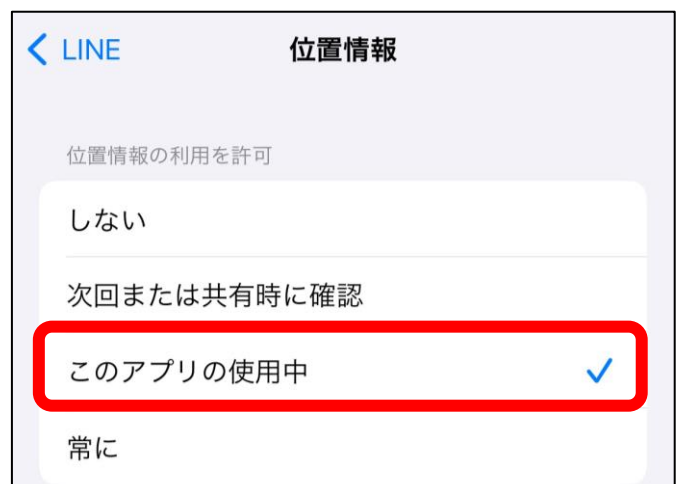 LINE 位置情報
位置情報の利用を許可
しない
次回または共有時に確認
このアプリの使用中
常に